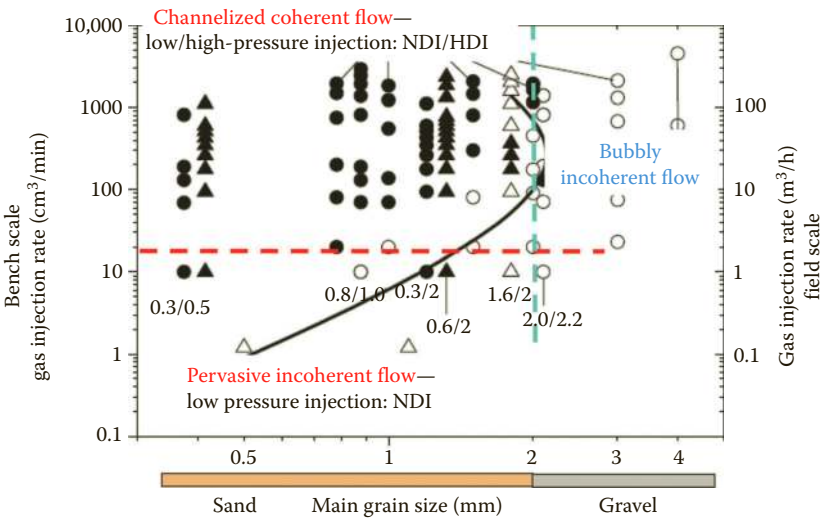 Channelized coherent flow—
low/high-pressure injection: NDI/HDI
10,000
1000
100
10
1
0.1
Bench scale
gas injection rate (cm³/min)
100
10
1
0.1
Gas injection rate (m³/h)
field scale
Bubbly
incoherent flow
0.3/0.5
0.8/1.0
0.3/2
1.6/2
0.6/2
2.0/2.2
Pervasive incoherent flow—
low pressure injection: NDI
0.5
1
2
3
4
Sand
Main grain size (mm)
Gravel